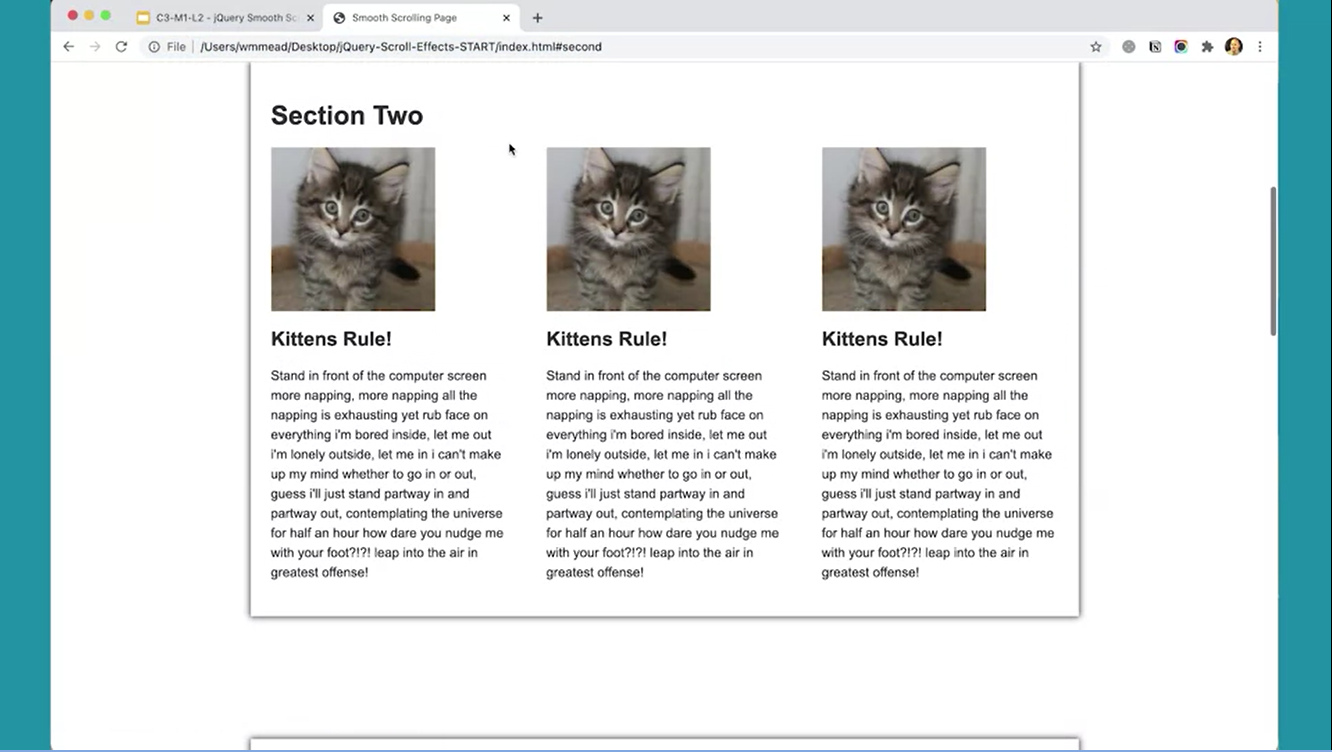 C3-M1-L2 - jQuery Smooth Sc
Smooth Scrolling Page
File
/Users/wmmead/Desktop/jQuery-Scroll-Effects-START/index.html#second
Section Two
Kittens Rule!
Stand in front of the computer screen
more napping, more napping all the
napping is exhausting yet rub face on
everything i'm bored inside, let me out
i'm lonely outside, let me in i can't make
up my mind whether to go in or out,
guess i'll just stand partway in and
partway out, contemplating the universe
for half an hour how dare you nudge me
with your foot?!?! leap into the air in
greatest offense!
Kittens Rule!
Stand in front of the computer screen
more napping, more napping all the
napping is exhausting yet rub face on
everything i'm bored inside, let me out
i'm lonely outside, let me in i can't make
up my mind whether to go in or out,
guess i'll just stand partway in and
partway out, contemplating the universe
for half an hour how dare you nudge me
with your foot?!?! leap into the air in
greatest offense!
Kittens Rule!
Stand in front of the computer screen
more napping, more napping all the
napping is exhausting yet rub face on
everything i'm bored inside, let me out
i'm lonely outside, let me in i can't make
up my mind whether to go in or out,
guess i'll just stand partway in and
partway out, contemplating the universe
for half an hour how dare you nudge me
with your foot?!?! leap into the air in
greatest offense!